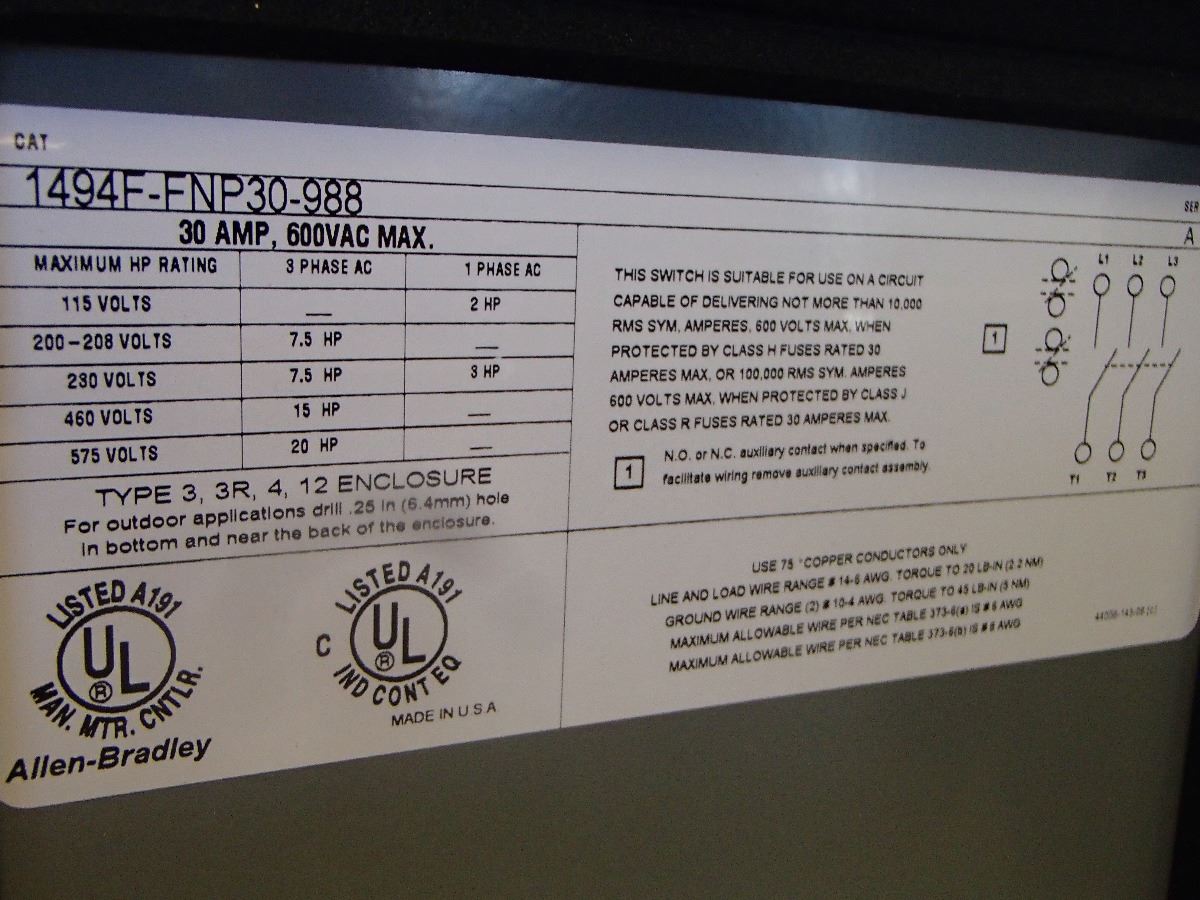 CAT
1494F-FNP30-988
SER
A
30 AMP, 600VAC MAX.
MAXIMUM HP RATING 3 PHASE AC 1 PHASE AC
115 VOLTS — 2 HP
200-208 VOLTS 7.5 HP —
230 VOLTS 7.5 HP 3 HP
460 VOLTS 15 HP —
575 VOLTS 20 HP —
TYPE 3, 3R, 4, 12 ENCLOSURE
For outdoor applications drill .25 in (6.4mm) hole
in bottom and near the back of the enclosure.
THIS SWITCH IS SUITABLE FOR USE ON A CIRCUIT
CAPABLE OF DELIVERING NOT MORE THAN 10,000
RMS SYM. AMPERES, 600 VOLTS MAX. WHEN
PROTECTED BY CLASS H FUSES RATED 30
AMPERES MAX, OR 100,000 RMS SYM. AMPERES
600 VOLTS MAX, WHEN PROTECTED BY CLASS J
OR CLASS R FUSES RATED 30 AMPERES MAX.
1 N.O. or N.C. auxiliary contact when specified. To
facilitate wiring remove auxiliary contact assembly.
1
L1 L2 L3
T1 T2 T3
LISTED A191
UL
®
MAN. MTR. CNTLR.
LISTED A191
C UL
®
IND CONT EQ
MADE IN U.S.A
Allen-Bradley
USE 75 ° COPPER CONDUCTORS ONLY
LINE AND LOAD WIRE RANGE # 14-6 AWG. TORQUE TO 20 LB-IN (2.2 NM)
GROUND WIRE RANGE (2) # 10-4 AWG. TORQUE TO 45 LB-IN (5 NM)
MAXIMUM ALLOWABLE WIRE PER NEC TABLE 373-6(a) IS # 6 AWG
MAXIMUM ALLOWABLE WIRE PER NEC TABLE 373-6(b) IS # 8 AWG